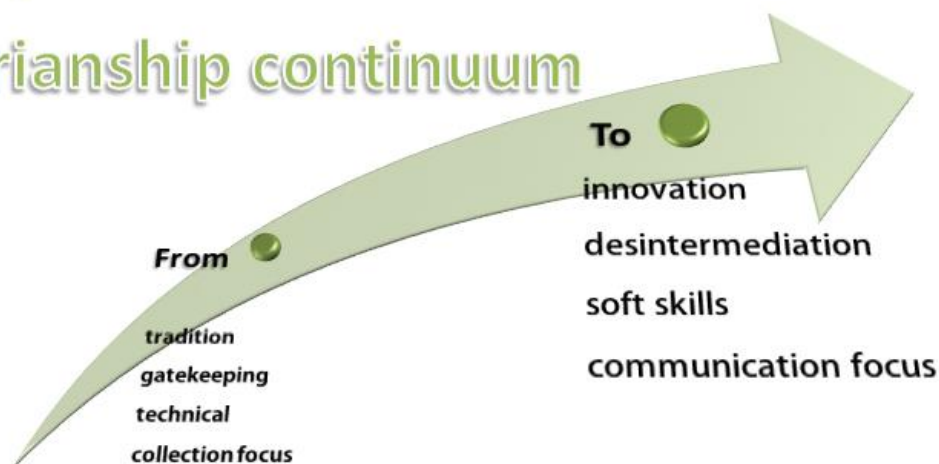 rianship continuum
From
tradition
gatekeeping
technical
collection focus
To
innovation
desintermediation
soft skills
communication focus